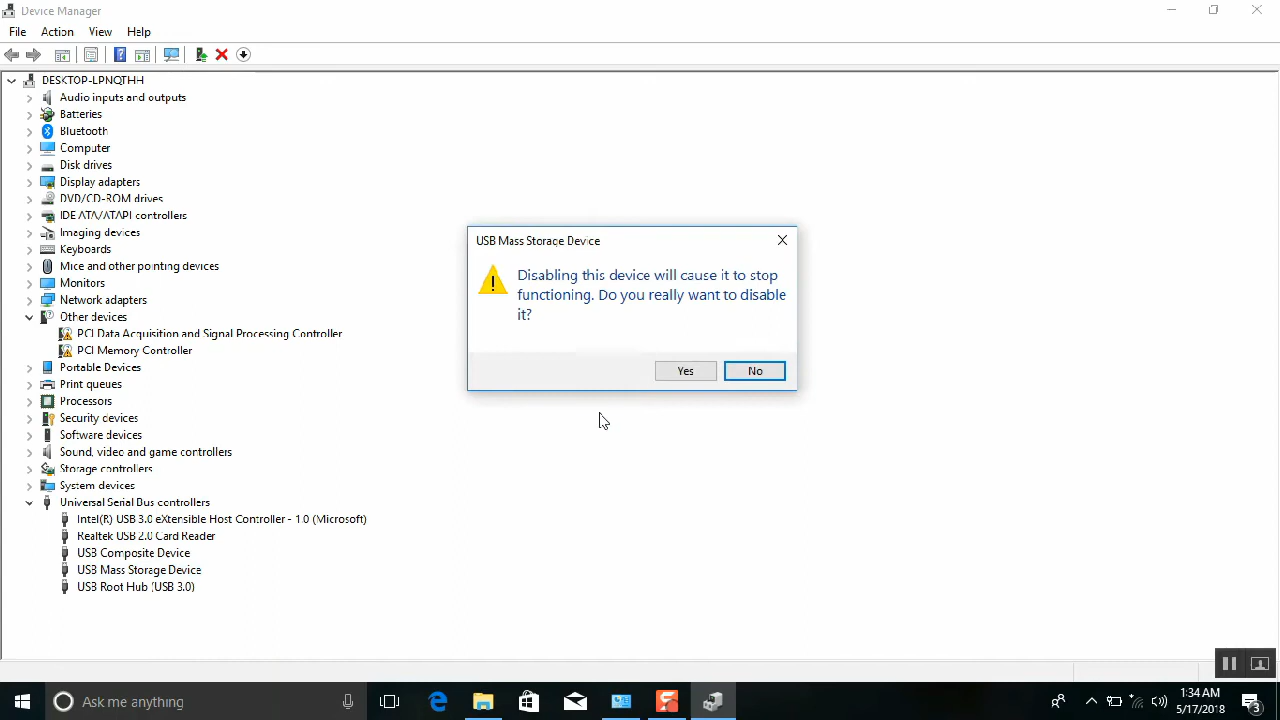 Device Manager
File Action View Help
DESKTOP-LPNQTHH
Audio inputs and outputs
Batteries
Bluetooth
Computer
Disk drives
Display adapters
DVD/CD-ROM drives
IDE ATA/ATAPI controllers
Imaging devices
Keyboards
Mice and other pointing devices
Monitors
Network adapters
Other devices
PCI Data Acquisition and Signal Processing Controller
PCI Memory Controller
Portable Devices
Print queues
Processors
Security devices
Software devices
Sound, video and game controllers
Storage controllers
System devices
Universal Serial Bus controllers
Intel(R) USB 3.0 eXtensible Host Controller - 1.0 (Microsoft)
Realtek USB 2.0 Card Reader
USB Composite Device
USB Mass Storage Device
USB Root Hub (USB 3.0)
USB Mass Storage Device
Disabling this device will cause it to stop
functioning. Do you really want to disable
it?
Yes No
Ask me anything
1:34 AM
5/17/2018
3